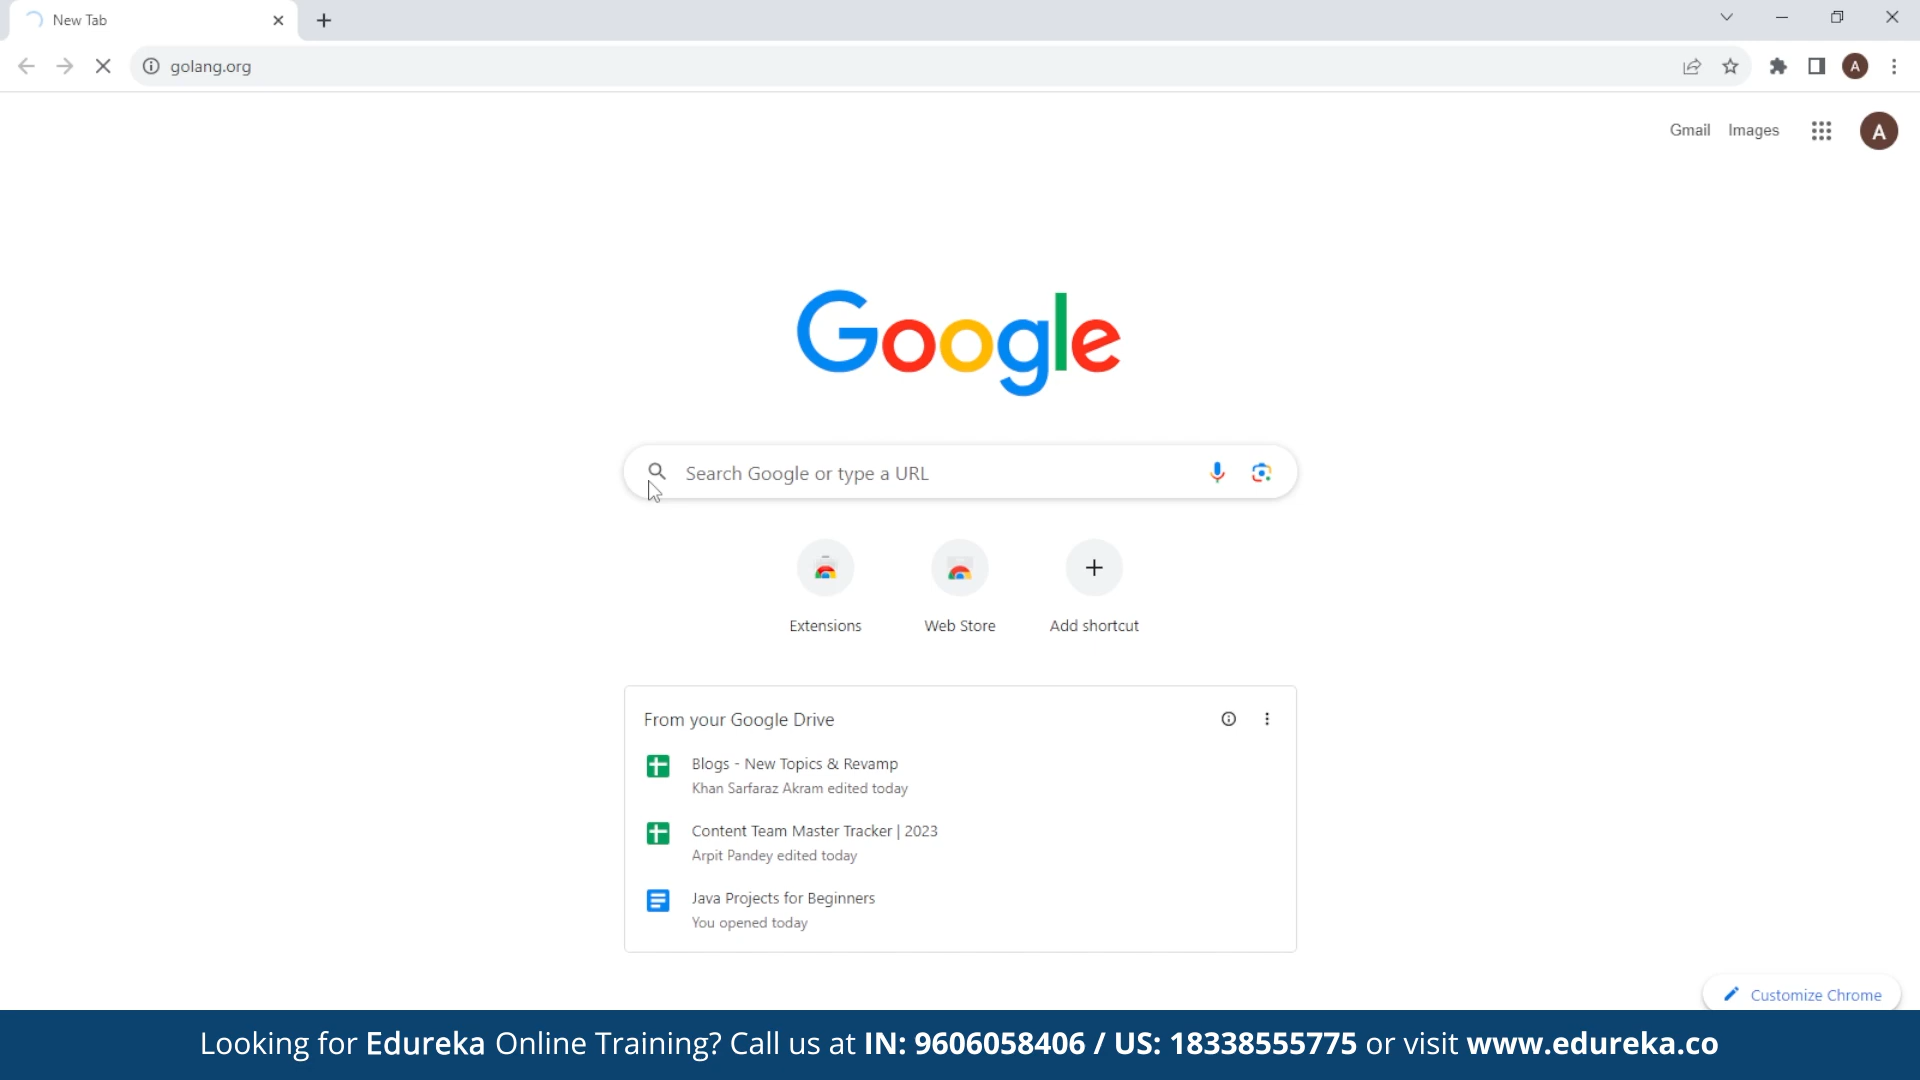 New Tab
golang.org
A
Gmail Images
A
Google
Search Google or type a URL
Extensions
Web Store
Add shortcut
From your Google Drive
Blogs - New Topics & Revamp
Khan Sarfaraz Akram edited today
Content Team Master Tracker | 2023
Arpit Pandey edited today
Java Projects for Beginners
You opened today
Customize Chrome
Looking for Edureka Online Training? Call us at IN: 9606058406 / US: 18338555775 or visit www.edureka.co